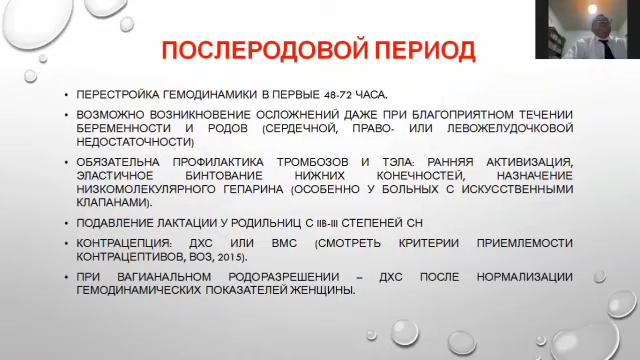 ПОСЛЕРОДОВОЙ ПЕРИОД
• ПЕРЕСТРОЙКА ГЕМОДИНАМИКИ В ПЕРВЫЕ 48-72 ЧАСА.
• ВОЗМОЖНО ВОЗНИКНОВЕНИЕ ОСЛОЖНЕНИЙ ДАЖЕ ПРИ БЛАГОПРИЯТНОМ ТЕЧЕНИИ
БЕРЕМЕННОСТИ И РОДОВ (СЕРДЕЧНОЙ, ПРАВО- ИЛИ ЛЕВОЖЕЛУДОЧКОВОЙ
НЕДОСТАТОЧНОСТИ)
• ОБЯЗАТЕЛЬНА ПРОФИЛАКТИКА ТРОМБОЗОВ И ТЭЛА: РАННЯЯ АКТИВИЗАЦИЯ,
ЭЛАСТИЧНОЕ БИНТОВАНИЕ НИЖНИХ КОНЕЧНОСТЕЙ, НАЗНАЧЕНИЕ
НИЗКОМОЛЕКУЛЯРНОГО ГЕПАРИНА (ОСОБЕННО У БОЛЬНЫХ С ИСКУССТВЕННЫМИ
КЛАПАНАМИ).
• ПОДАВЛЕНИЕ ЛАКТАЦИИ У РОДИЛЬНИЦ С IIB-III СТЕПЕНЕЙ СН
• КОНТРАЦЕПЦИЯ: ДХС ИЛИ ВМС (СМОТРЕТЬ КРИТЕРИИ ПРИЕМЛЕМОСТИ
КОНТРАЦЕПТИВОВ, ВОЗ, 2015).
• ПРИ ВАГИАНАЛЬНОМ РОДОРАЗРЕШЕНИИ – ДХС ПОСЛЕ НОРМАЛИЗАЦИИ
ГЕМОДИНАМИЧЕСКИХ ПОКАЗАТЕЛЕЙ ЖЕНЩИНЫ.